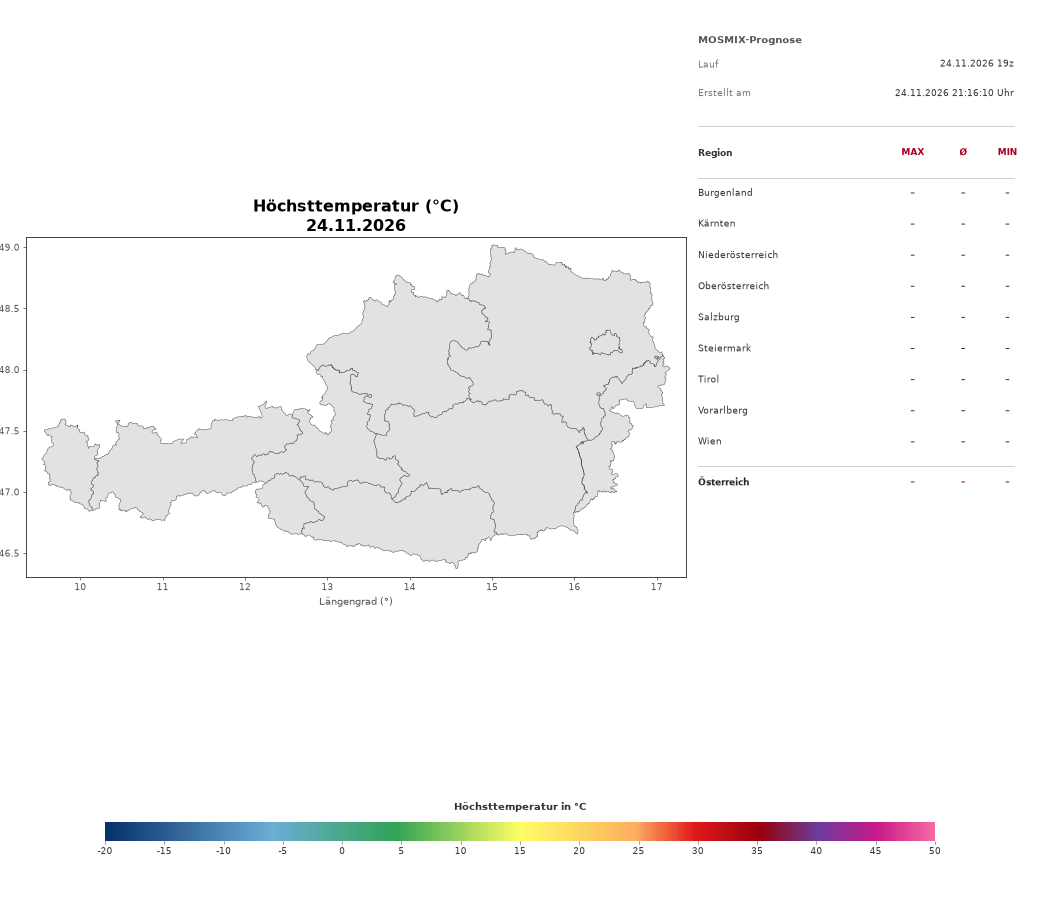 MOSMIX-Prognose
Lauf 24.11.2026 19z
Erstellt am 24.11.2026 21:16:10 Uhr
Region MAX Ø MIN
Burgenland – – –
Kärnten – – –
Niederösterreich – – –
Oberösterreich – – –
Salzburg – – –
Steiermark – – –
Tirol – – –
Vorarlberg – – –
Wien – – –
Österreich – – –
Höchsttemperatur (°C)
24.11.2026
49.0
48.5
48.0
47.5
47.0
46.5
10 11 12 13 14 15 16 17
Längengrad (°)
Höchsttemperatur in °C
-20 -15 -10 -5 0 5 10 15 20 25 30 35 40 45 50